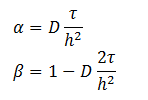 α = D τ/h²
β = 1 − D 2τ/h²